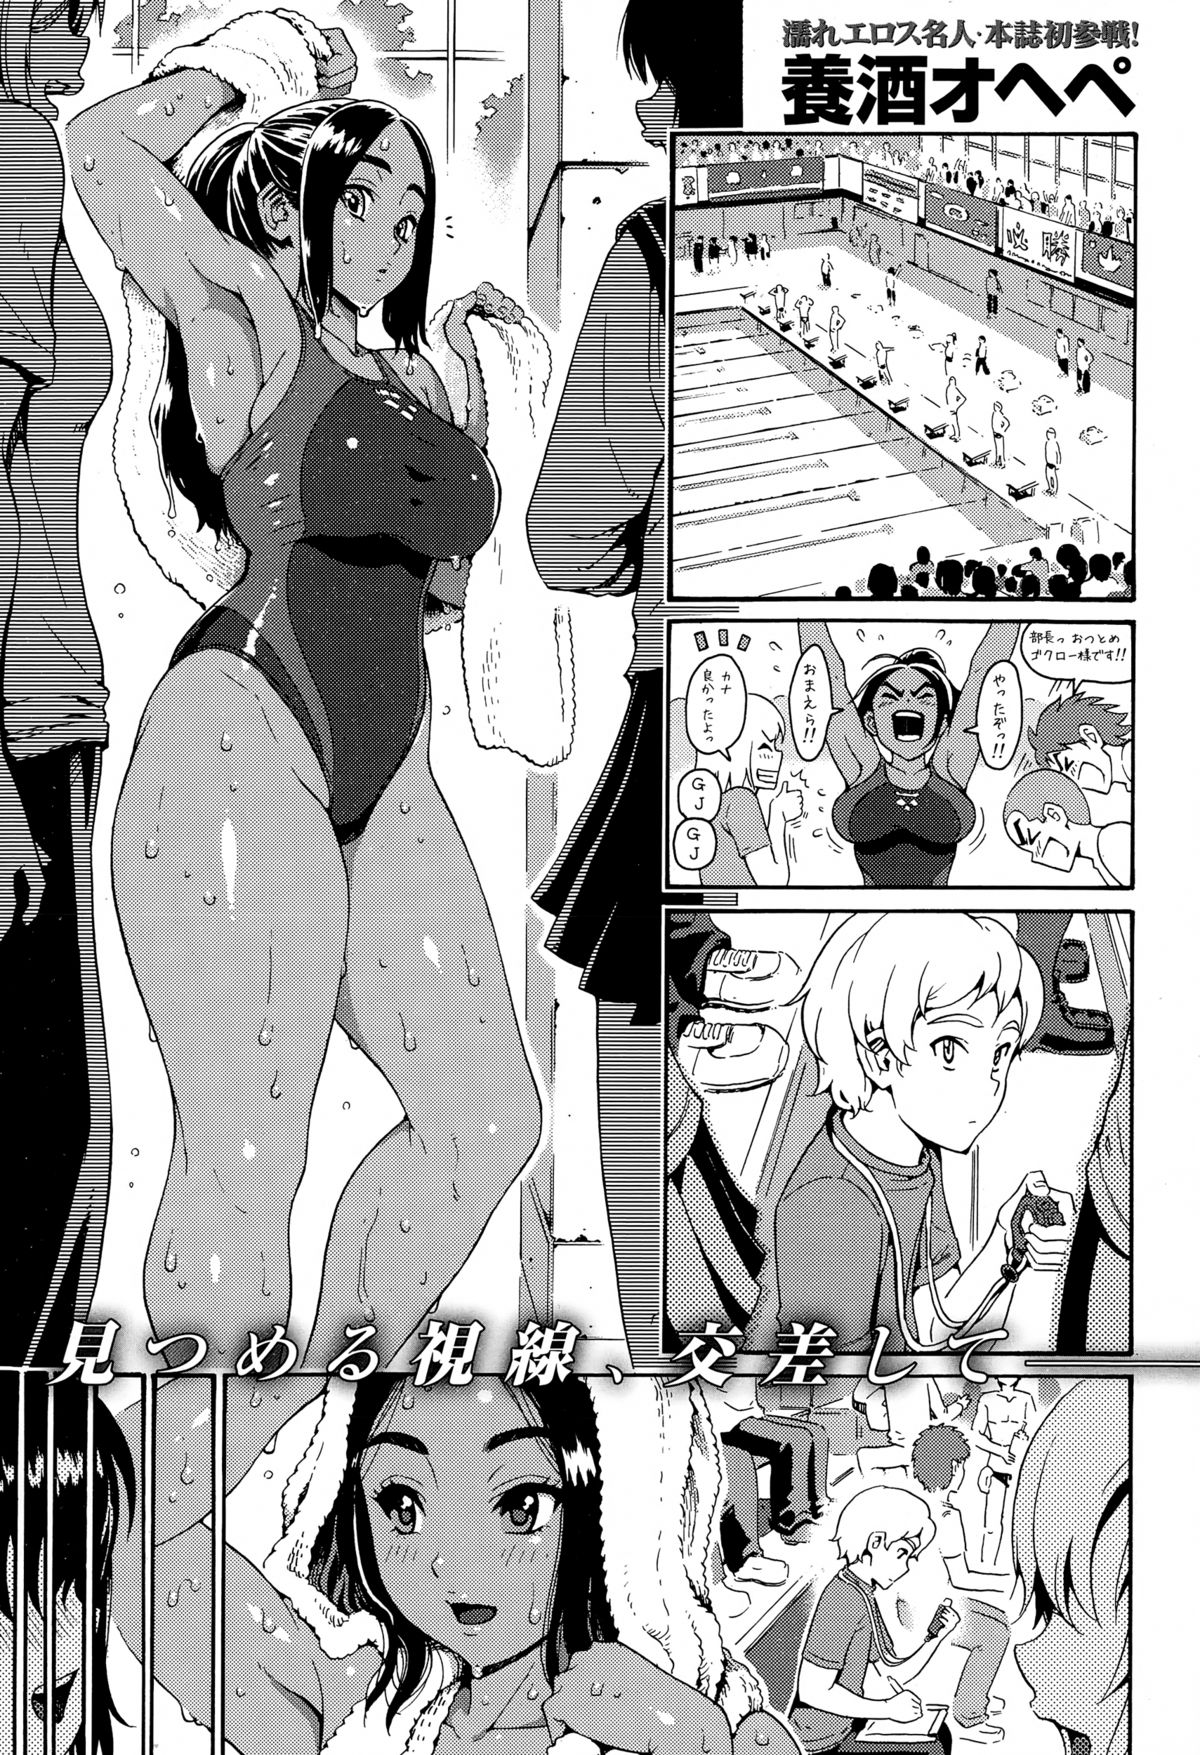 濡れエロス名人・本誌初参戦!
養酒オヘペ
必勝
部長っ おつとめ
ゴクロー様です!!
やったぞっ!!
おまえら!!
カナ
良かったよっ
GJ
GJ
見つめる視線、交差して